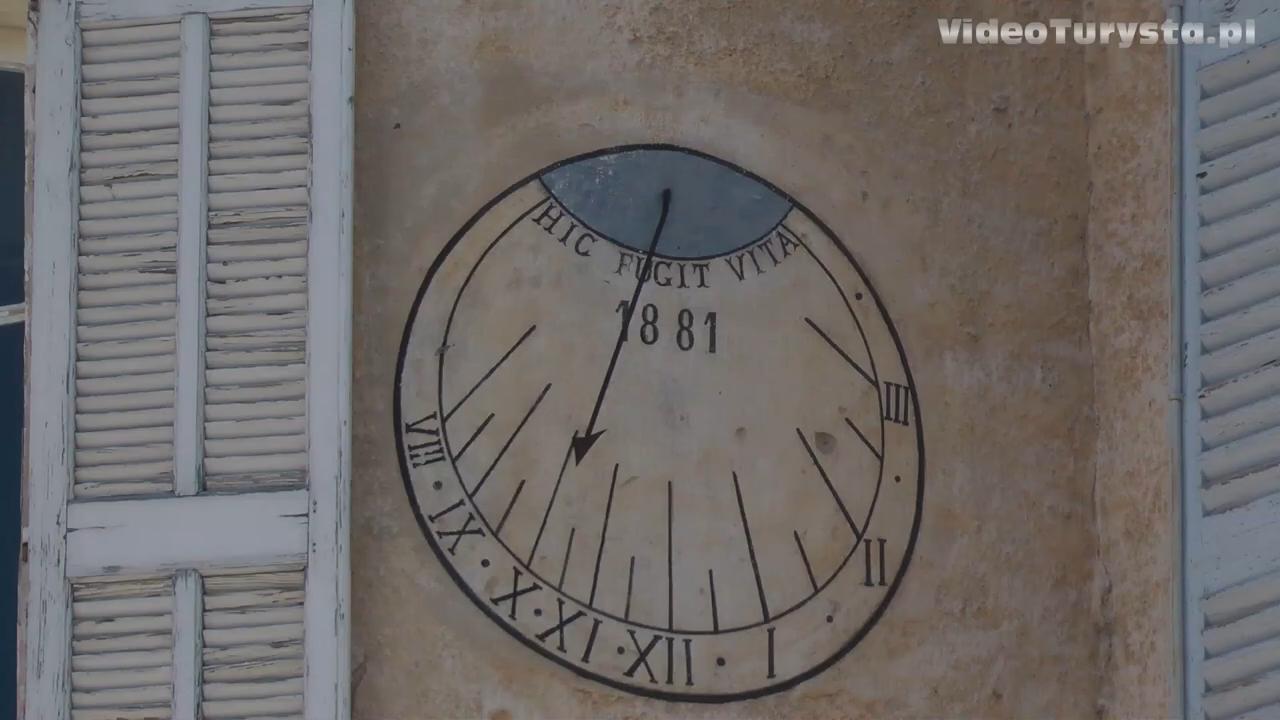 VideoTurysta.pl
HIC FUGIT VITA
1881
VIII · IX · X · XI · XII · I · II · III ·